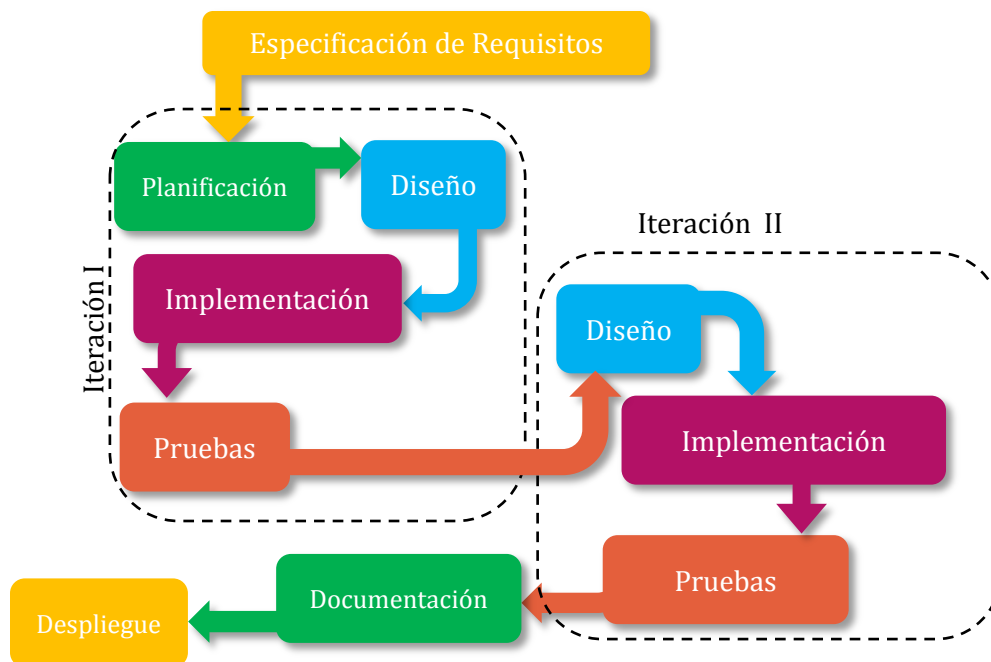 Especificación de Requisitos
Iteración I
Planificación
Diseño
Implementación
Pruebas
Iteración II
Diseño
Implementación
Pruebas
Documentación
Despliegue